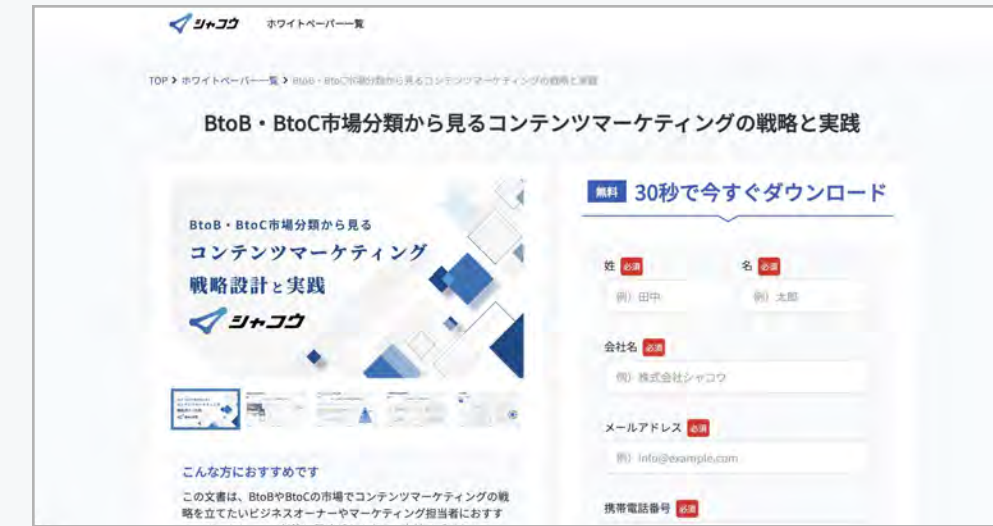 シャコウ ホワイトペーパー一覧
TOP > ホワイトペーパー一覧 > BtoB・BtoC市場分類から見るコンテンツマーケティングの戦略と実践
BtoB・BtoC市場分類から見るコンテンツマーケティングの戦略と実践
BtoB・BtoC市場分類から見る
コンテンツマーケティング
戦略設計と実践
シャコウ
こんな方におすすめです
この文書は、BtoBやBtoCの市場でコンテンツマーケティングの戦
略を立てたいビジネスオーナーやマーケティング担当者におすす
無料 30秒で今すぐダウンロード
姓 必須 名 必須
例）田中 例）太郎
会社名 必須
例）株式会社シャコウ
メールアドレス 必須
例）info@example.com
携帯電話番号 必須